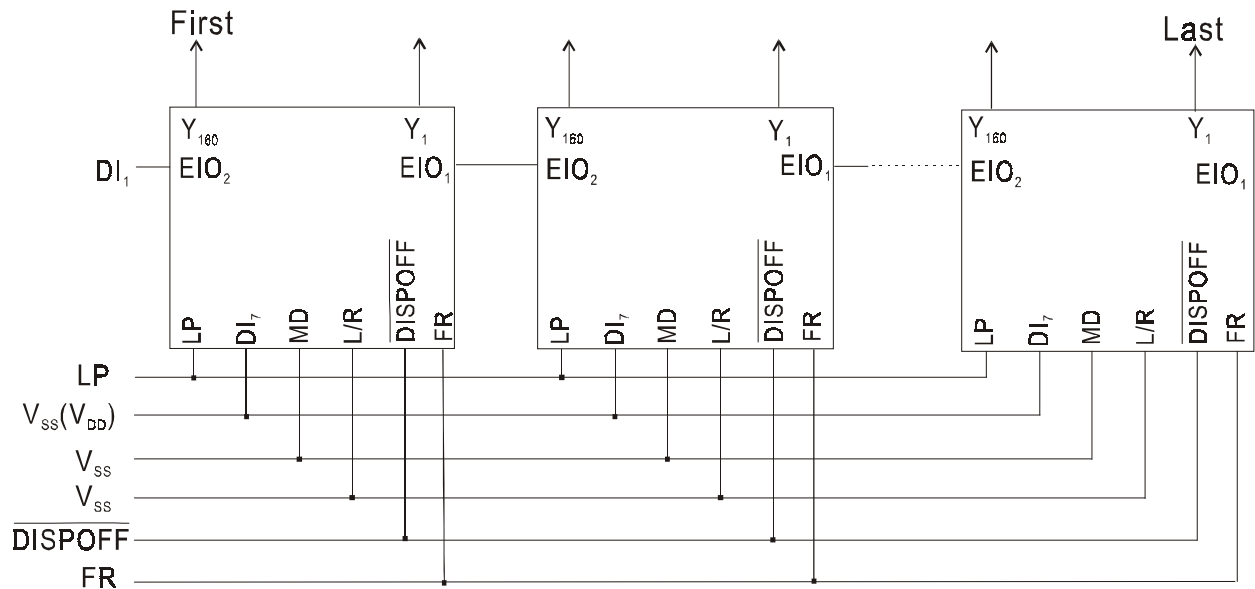 First Last
Y₁₆₀ Y₁ Y₁₆₀ Y₁ Y₁₆₀ Y₁
DI₁ EIO₂ EIO₁ EIO₂ EIO₁ EIO₂ EIO₁
LP DI₇ MD L/R DISPOFF FR LP DI₇ MD L/R DISPOFF FR LP DI₇ MD L/R DISPOFF FR
LP
Vss(VDD)
Vss
Vss
DISPOFF
FR